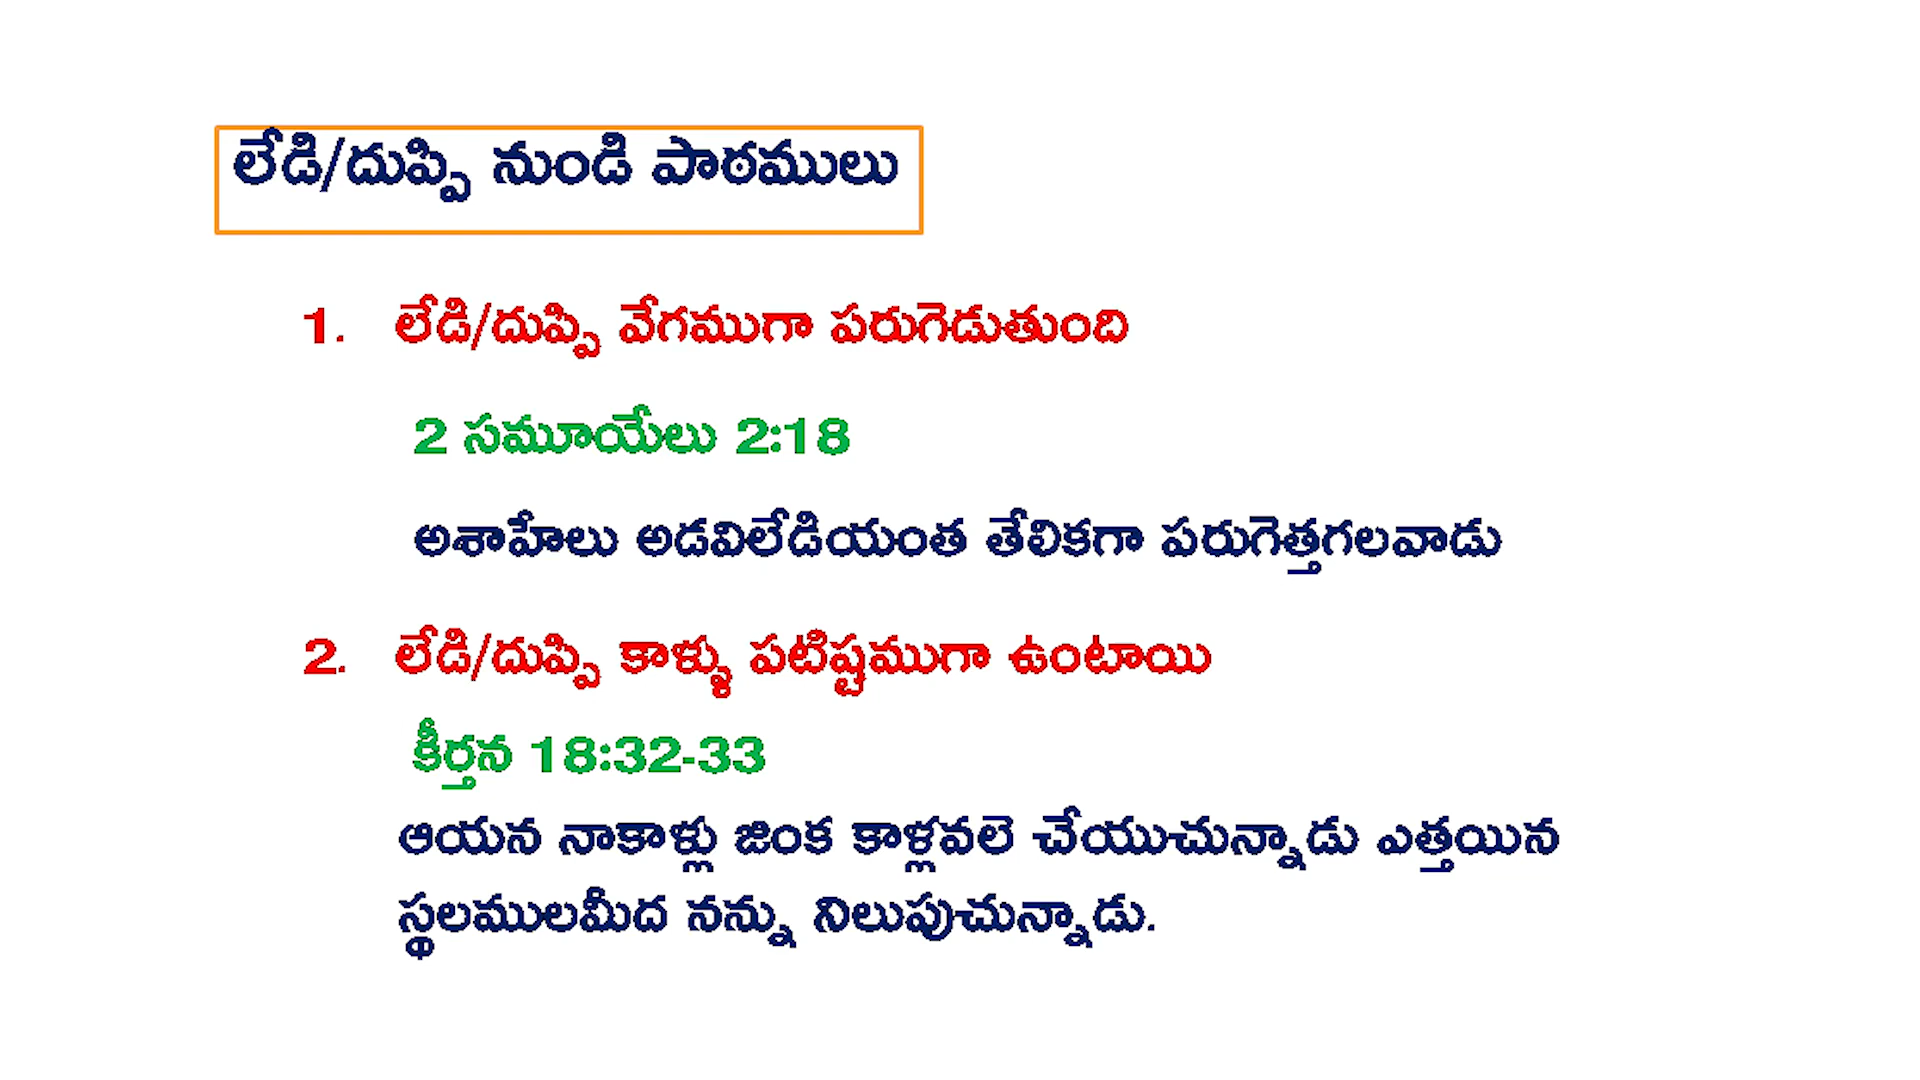 లేడి/దుప్పి నుండి పాఠములు
1. లేడి/దుప్పి వేగముగా పరుగెడుతుంది
2 సమూయేలు 2:18
అశాహేలు అడవిలేడియంత తేలికగా పరుగెత్తగలవాడు
2. లేడి/దుప్పి కాళ్ళు పటిష్టముగా ఉంటాయి
కీర్తన 18:32-33
ఆయన నాకాళ్లు జింక కాళ్లవలె చేయుచున్నాడు ఎత్తయిన
స్థలములమీద నన్ను నిలుపుచున్నాడు.